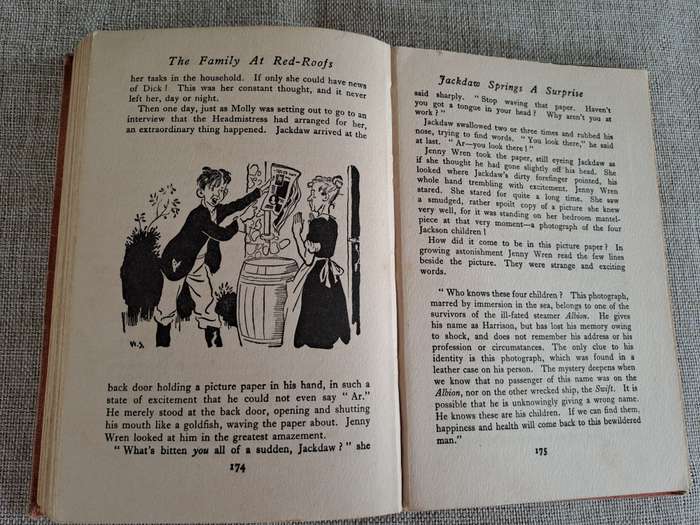 The Family At Red-Roofs
her tasks in the household. If only she could have news
of Dick! This was her constant thought, and it never
left her, day or night.
Then one day, just as Molly was setting out to go to an
interview that the Headmistress had arranged for her,
an extraordinary thing happened. Jackdaw arrived at the
W.S.
back door holding a picture paper in his hand, in such a
state of excitement that he could not even say "Ar."
He merely stood at the back door, opening and shutting
his mouth like a goldfish, waving the paper about. Jenny
Wren looked at him in the greatest amazement.
"What's bitten you all of a sudden, Jackdaw?" she
174
Jackdaw Springs A Surprise
said sharply. "Stop waving that paper. Haven't
you got a tongue in your head? Why aren't you at
work?"
Jackdaw swallowed two or three times and rubbed his
nose, trying to find words. "You look there," he said
at last. "Ar—you look there!"
Jenny Wren took the paper, still eyeing Jackdaw as
if she thought he had gone slightly off his head. She
looked where Jackdaw's dirty forefinger pointed, his
whole hand trembling with excitement. Jenny Wren
stared. She stared for quite a long time. She saw
a smudged, rather spoilt copy of a picture she knew
very well, for it was standing on her bedroom mantel-
piece at that very moment—a photograph of the four
Jackson children!
How did it come to be in this picture paper? In
growing astonishment Jenny Wren read the few lines
beside the picture. They were strange and exciting
words.
"Who knows these four children? This photograph,
marred by immersion in the sea, belongs to one of the
survivors of the ill-fated steamer Albion. He gives
his name as Harrison, but has lost his memory owing
to shock, and does not remember his address or his
profession or circumstances. The only clue to his
identity is this photograph, which was found in a
leather case on his person. The mystery deepens when
we know that no passenger of this name was on the
Albion, nor on the other wrecked ship, the Swift. It is
possible that he is unknowingly giving a wrong name.
He knows these are his children. If we can find them,
happiness and health will come back to this bewildered
man."
175